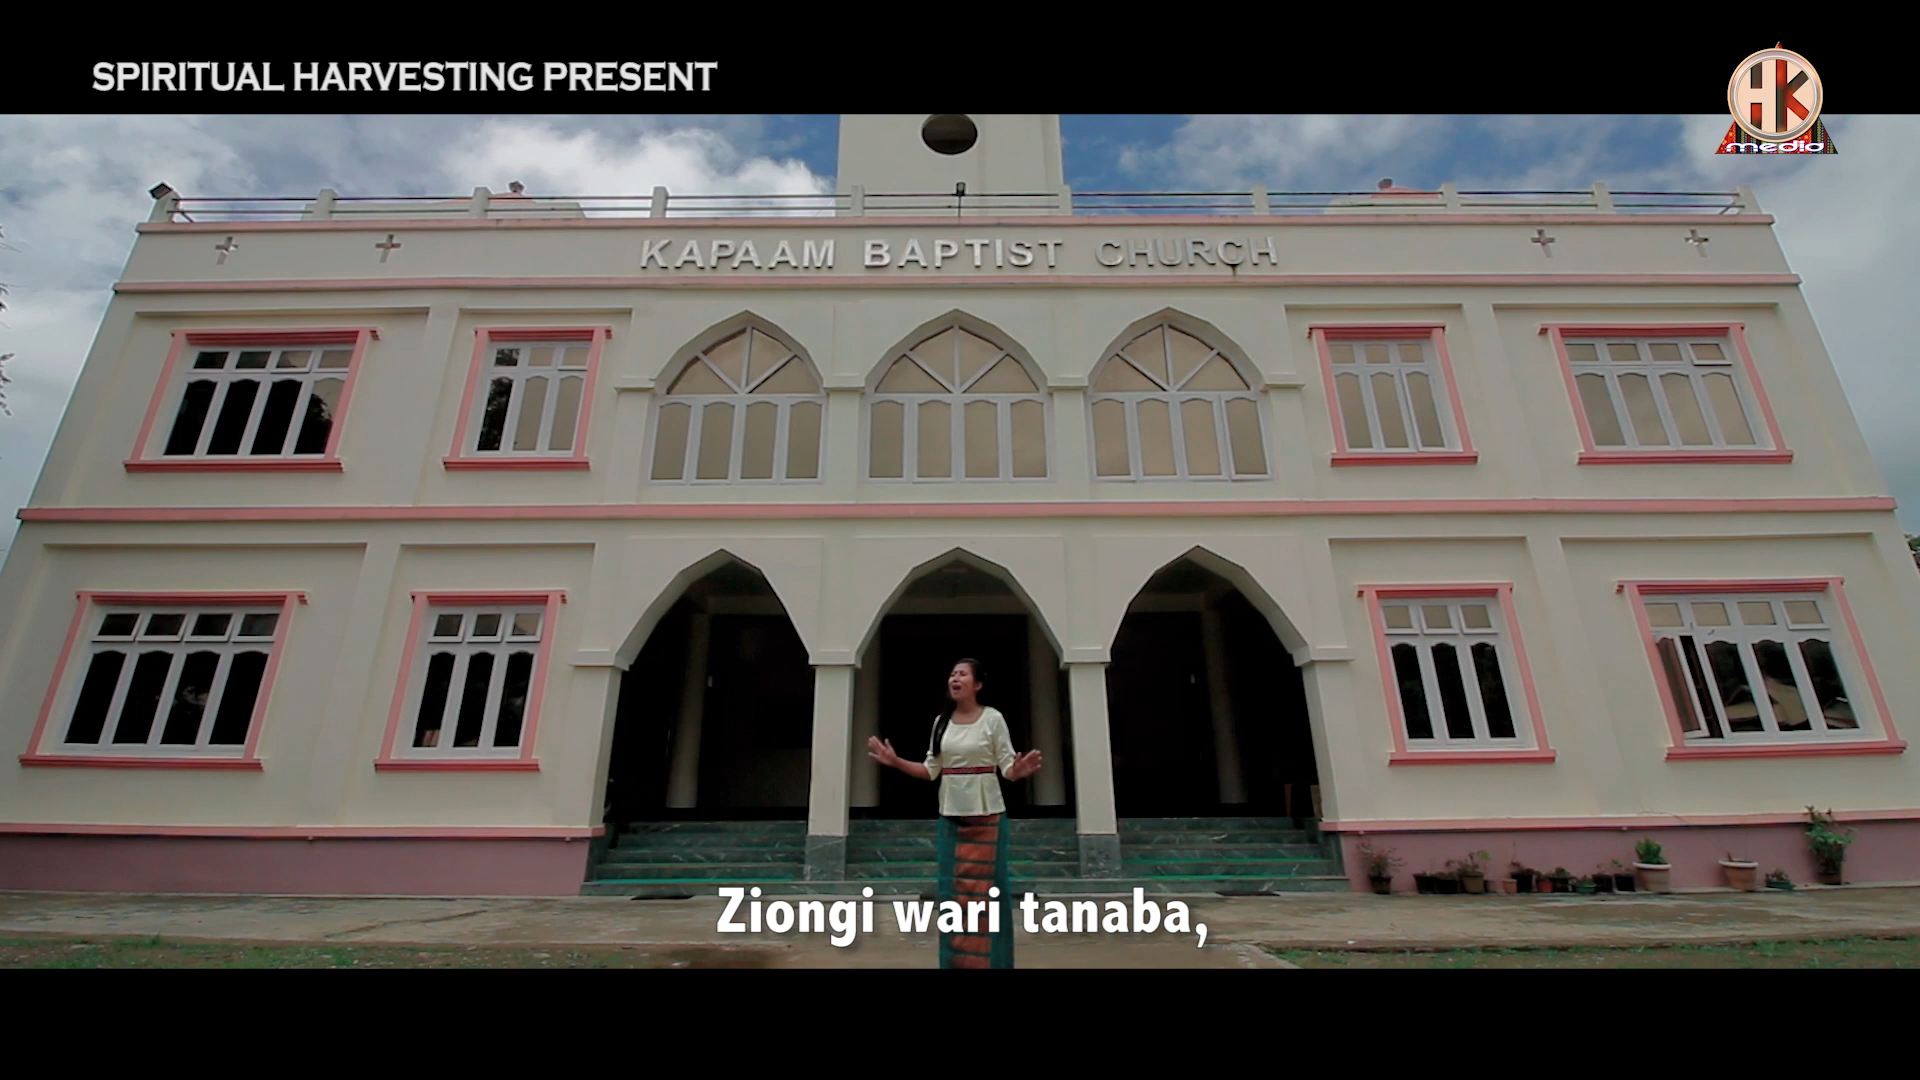 SPIRITUAL HARVESTING PRESENT
HK
media
KAPAAM BAPTIST CHURCH
Ziongi wari tanaba,